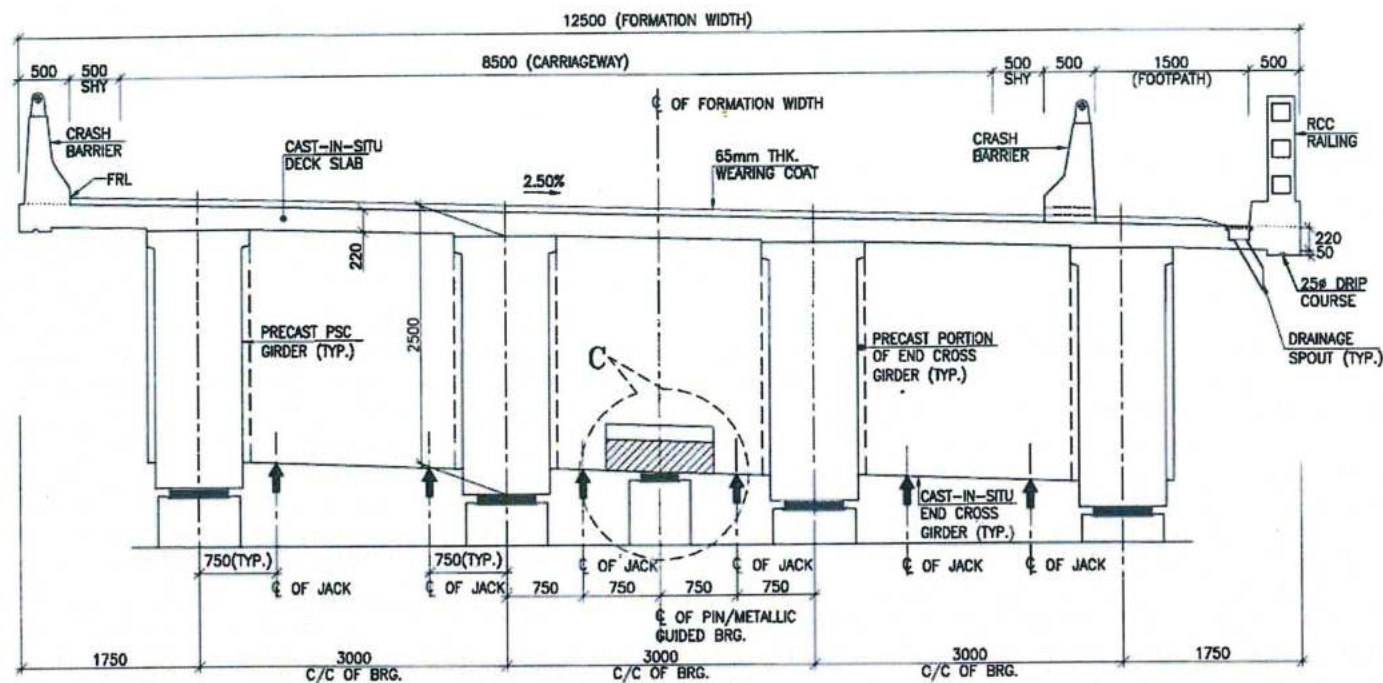 12500 (FORMATION WIDTH)
500
500
SHY
8500 (CARRIAGEWAY)
500
SHY
500
1500
(FOOTPATH)
500
℄ OF FORMATION WIDTH
CRASH
BARRIER
CAST-IN-SITU
DECK SLAB
65mm THK.
WEARING COAT
CRASH
BARRIER
RCC
RAILING
FRL
2.50%
220
220
50
25ø DRIP
COURSE
2500
PRECAST PSC
GIRDER (TYP.)
PRECAST PORTION
OF END CROSS
GIRDER (TYP.)
DRAINAGE
SPOUT (TYP.)
C
CAST-IN-SITU
END CROSS
GIRDER (TYP.)
750(TYP.)
750(TYP.)
℄ OF JACK
℄ OF JACK
℄ OF JACK
℄ OF JACK
℄ OF JACK
℄ OF JACK
750
750
750
750
℄ OF PIN/METALLIC
GUIDED BRG.
1750
3000
C/C OF BRG.
3000
C/C OF BRG.
3000
C/C OF BRG.
1750